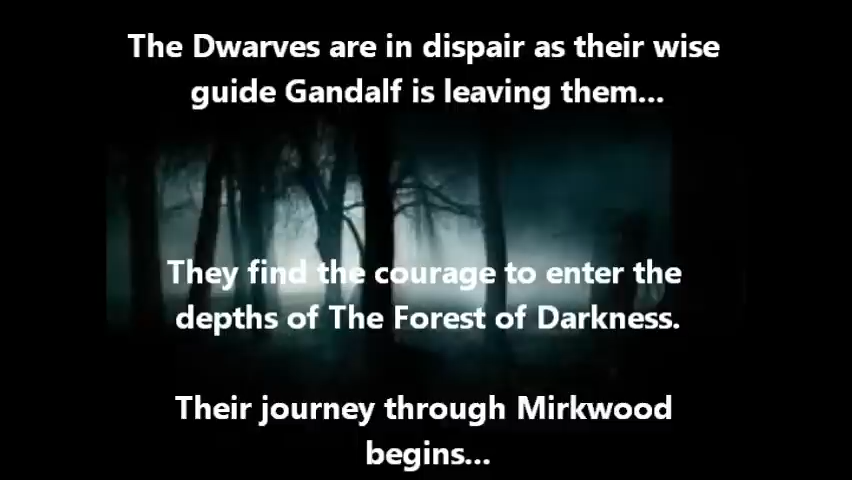 The Dwarves are in dispair as their wise
guide Gandalf is leaving them...
They find the courage to enter the
depths of The Forest of Darkness.
Their journey through Mirkwood
begins...